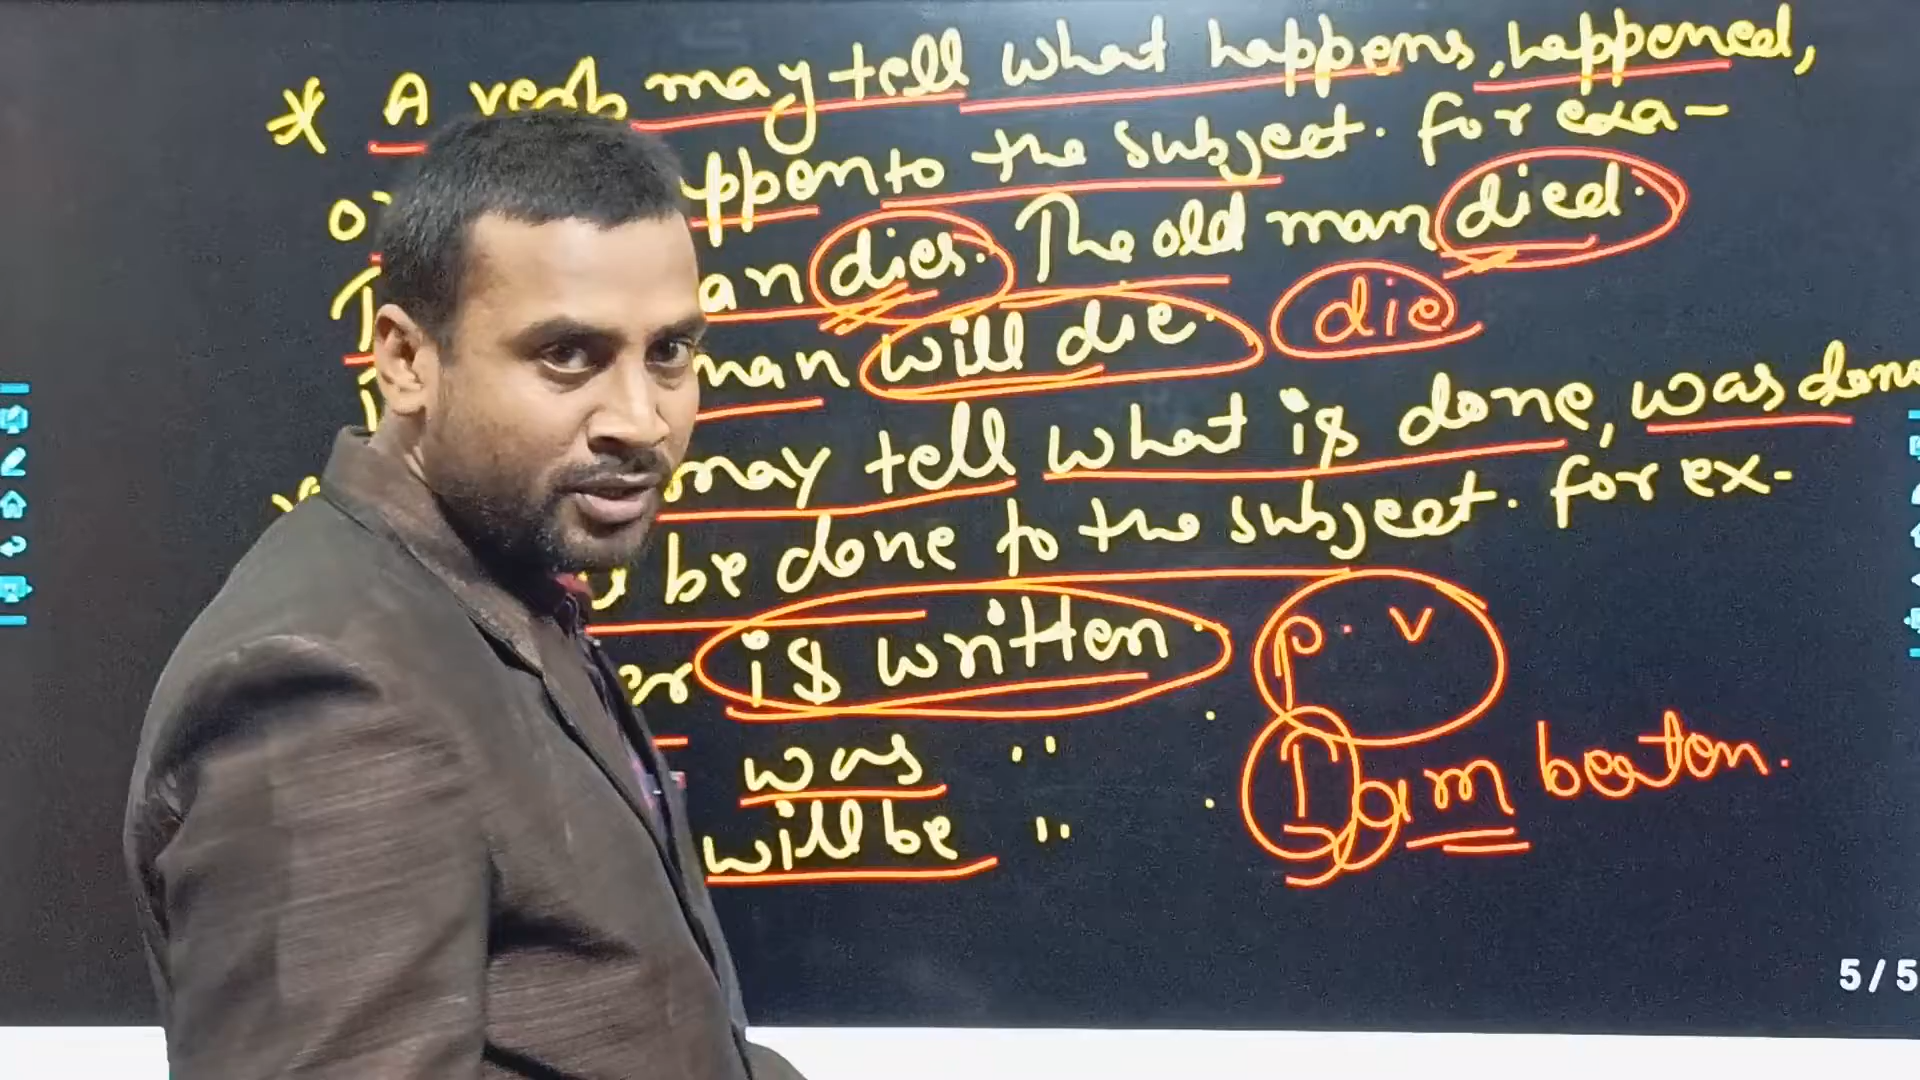 * A verb may tell what happens, happened,
ppen to the subject. for exa-
an dies. The old man died.
man will die. die
may tell what is done, was done
be done to the subject. for ex-
er is written. P. V
was " .
will be " . I am beaten.
5/5